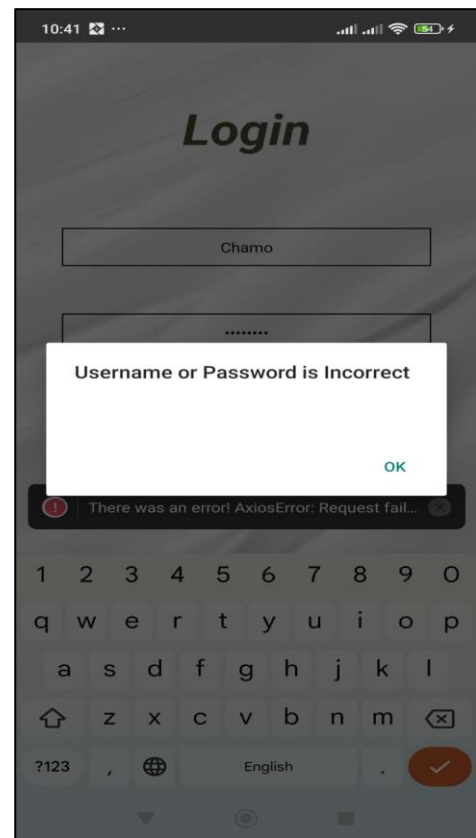 10:41 ...
54
Login
Chamo
........
Username or Password is Incorrect
OK
There was an error! AxiosError: Request fail...
1 2 3 4 5 6 7 8 9 0
q w e r t y u i o p
a s d f g h j k l
z x c v b n m
?123 , English .